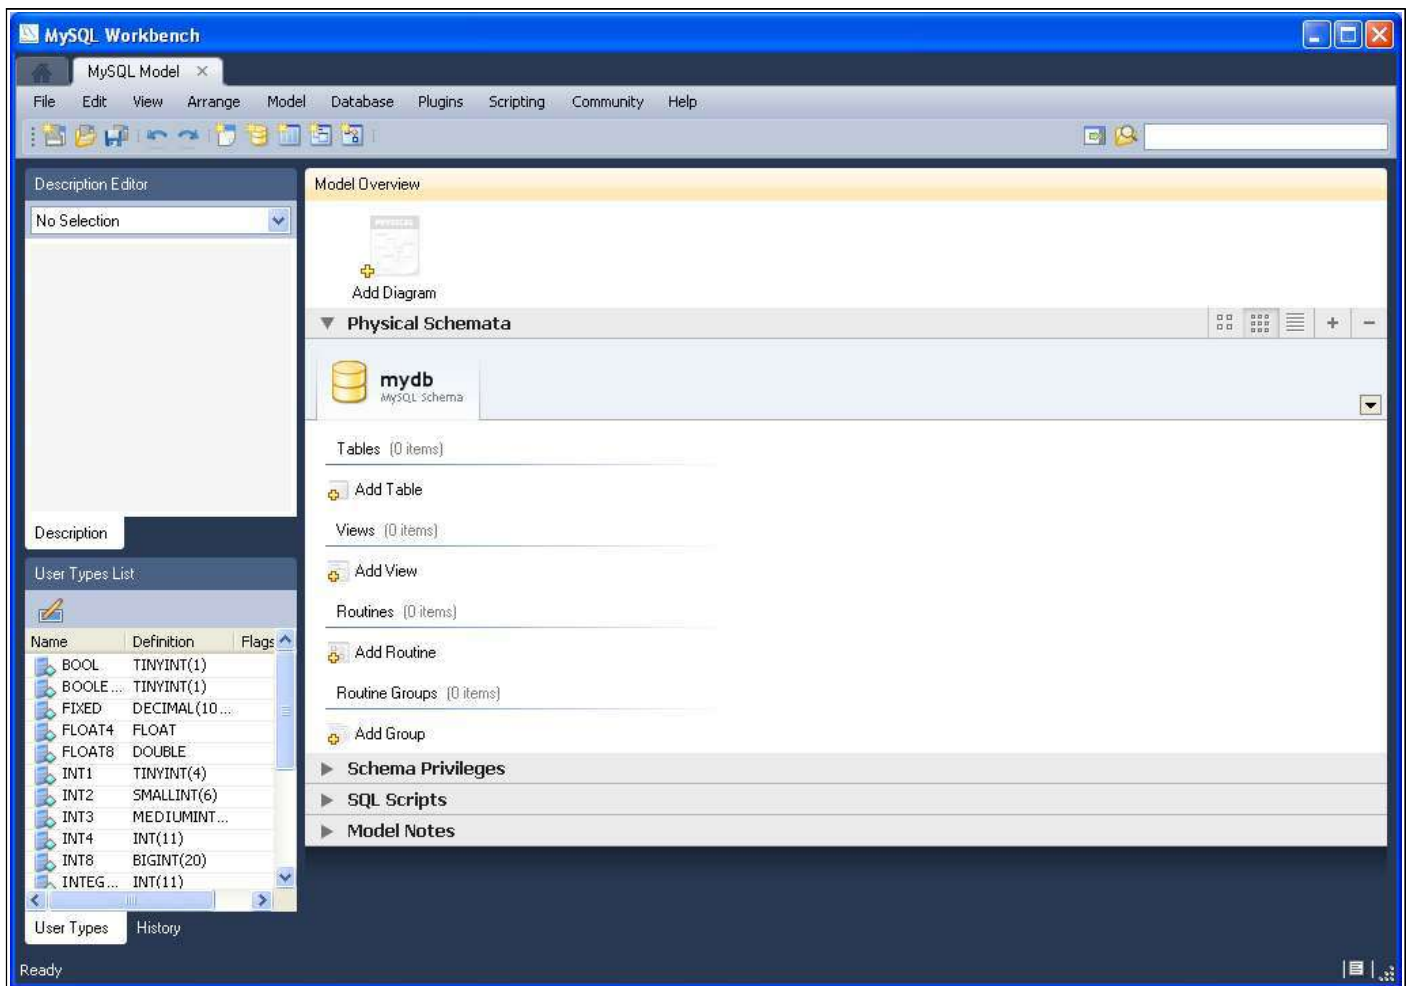 MySQL Workbench
MySQL Model
File Edit View Arrange Model Database Plugins Scripting Community Help
Description Editor
No Selection
Description
User Types List
Name Definition Flags
BOOL TINYINT(1)
BOOLE... TINYINT(1)
FIXED DECIMAL(10...
FLOAT4 FLOAT
FLOAT8 DOUBLE
INT1 TINYINT(4)
INT2 SMALLINT(6)
INT3 MEDIUMINT...
INT4 INT(11)
INT8 BIGINT(20)
INTEG... INT(11)
User Types History
Model Overview
PHYSICAL
Add Diagram
Physical Schemata
mydb
MySQL Schema
Tables (0 items)
Add Table
Views (0 items)
Add View
Routines (0 items)
Add Routine
Routine Groups (0 items)
Add Group
Schema Privileges
SQL Scripts
Model Notes
Ready